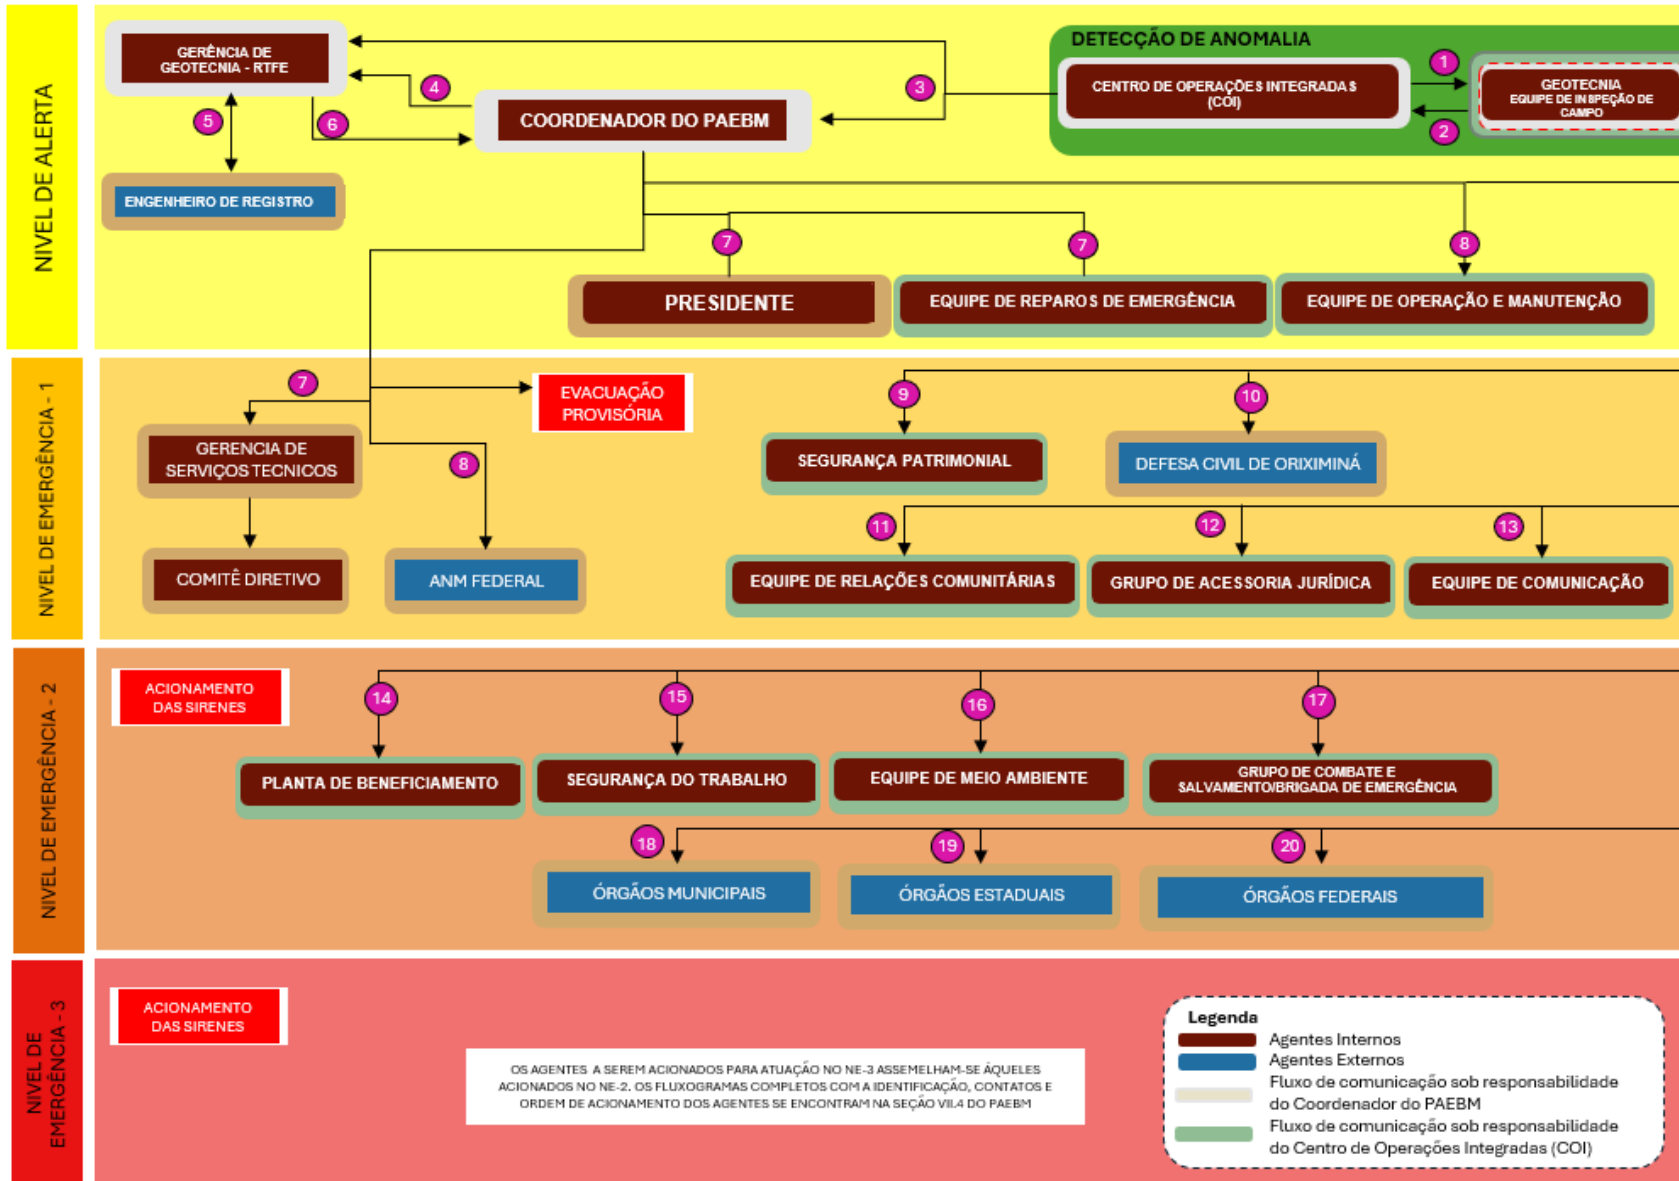 NIVEL DE ALERTA
GERÊNCIA DE
GEOTECNIA - RTFE
4
5
6
ENGENHEIRO DE REGISTRO
COORDENADOR DO PAEBM
3
DETECÇÃO DE ANOMALIA
CENTRO DE OPERAÇÕES INTEGRADAS
(COI)
1
2
GEOTECNIA
EQUIPE DE INSPEÇÃO DE
CAMPO
7
7
8
PRESIDENTE
EQUIPE DE REPAROS DE EMERGÊNCIA
EQUIPE DE OPERAÇÃO E MANUTENÇÃO
NIVEL DE EMERGÊNCIA - 1
7
EVACUAÇÃO
PROVISÓRIA
9
10
GERENCIA DE
SERVIÇOS TECNICOS
8
SEGURANÇA PATRIMONIAL
DEFESA CIVIL DE ORIXIMINÁ
11
12
13
COMITÊ DIRETIVO
ANM FEDERAL
EQUIPE DE RELAÇÕES COMUNITÁRIAS
GRUPO DE ACESSORIA JURÍDICA
EQUIPE DE COMUNICAÇÃO
NIVEL DE EMERGÊNCIA - 2
ACIONAMENTO
DAS SIRENES
14
15
16
17
PLANTA DE BENEFICIAMENTO
SEGURANÇA DO TRABALHO
EQUIPE DE MEIO AMBIENTE
GRUPO DE COMBATE E
SALVAMENTO/BRIGADA DE EMERGÊNCIA
18
19
20
ÓRGÃOS MUNICIPAIS
ÓRGÃOS ESTADUAIS
ÓRGÃOS FEDERAIS
NIVEL DE
EMERGÊNCIA - 3
ACIONAMENTO
DAS SIRENES
OS AGENTES A SEREM ACIONADOS PARA ATUAÇÃO NO NE-3 ASSEMELHAM-SE ÀQUELES
ACIONADOS NO NE-2. OS FLUXOGRAMAS COMPLETOS COM A IDENTIFICAÇÃO, CONTATOS E
ORDEM DE ACIONAMENTO DOS AGENTES SE ENCONTRAM NA SEÇÃO VII.4 DO PAEBM
Legenda
Agentes Internos
Agentes Externos
Fluxo de comunicação sob responsabilidade
do Coordenador do PAEBM
Fluxo de comunicação sob responsabilidade
do Centro de Operações Integradas (COI)